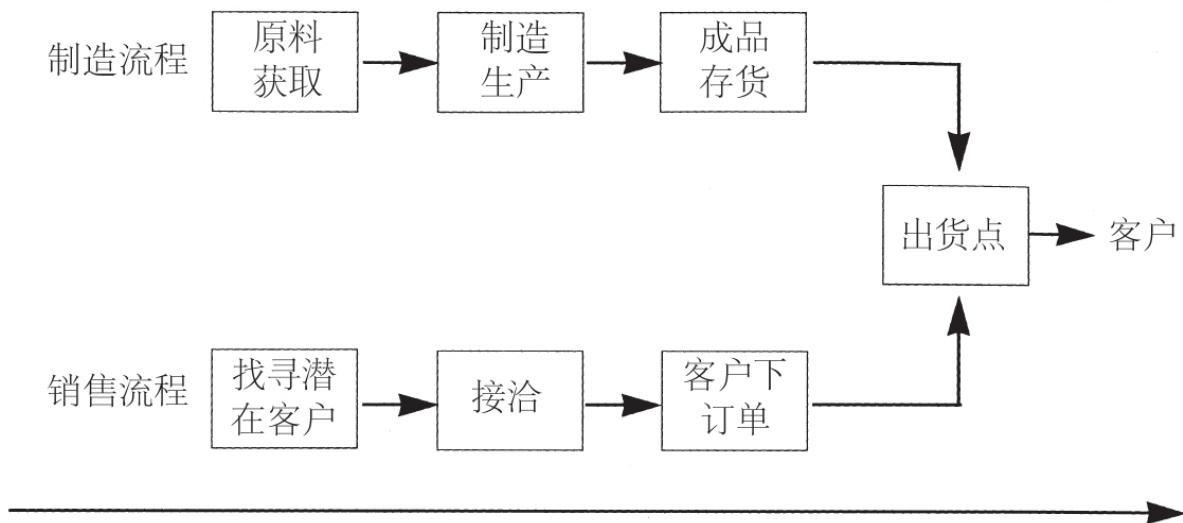 制造流程
原料
获取
制造
生产
成品
存货
出货点
客户
销售流程
找寻潜
在客户
接洽
客户下
订单